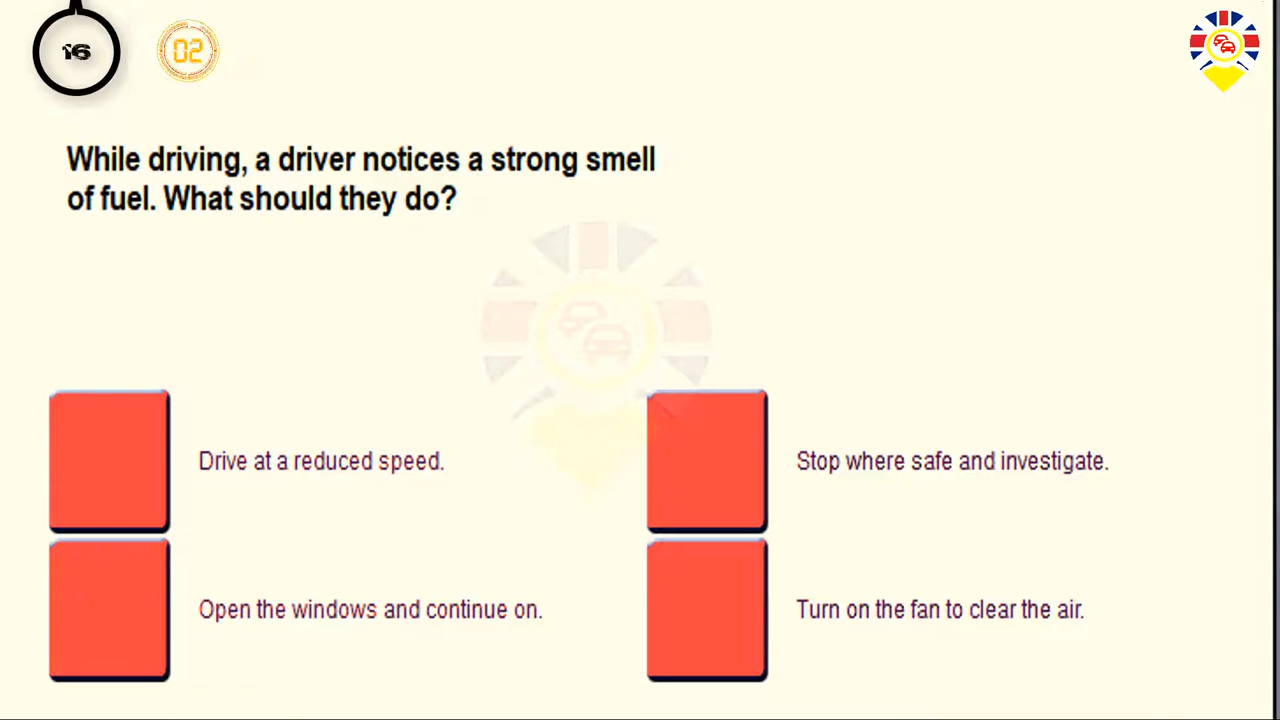 16
02
While driving, a driver notices a strong smell
of fuel. What should they do?
Drive at a reduced speed.
Stop where safe and investigate.
Open the windows and continue on.
Turn on the fan to clear the air.